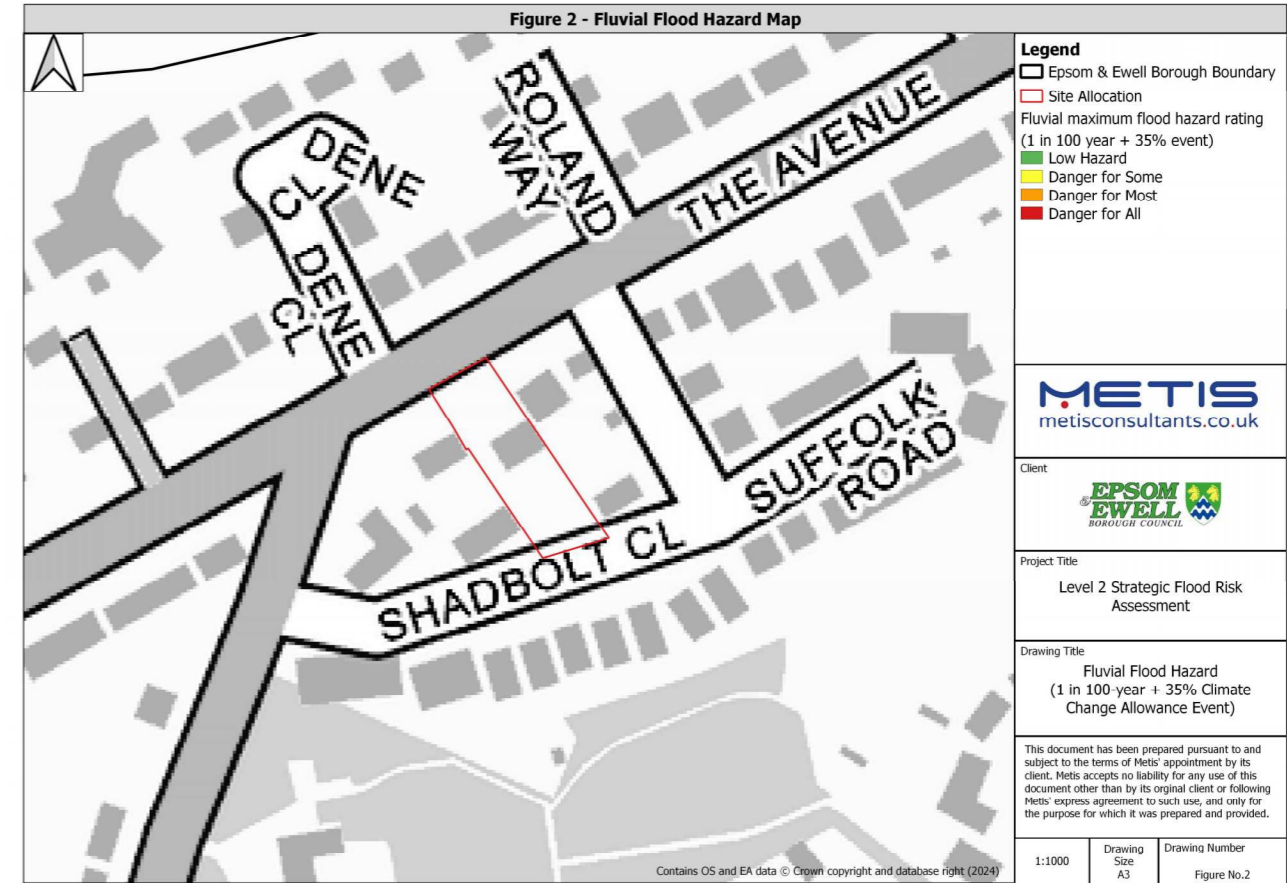 Figure 2 - Fluvial Flood Hazard Map
ROLAND
WAY
THE AVENUE
DENE
CL
DENE
CL
SUFFOLK
ROAD
SHADBOLT CL
Contains OS and EA data © Crown copyright and database right (2024)
Legend
Epsom & Ewell Borough Boundary
Site Allocation
Fluvial maximum flood hazard rating
(1 in 100 year + 35% event)
Low Hazard
Danger for Some
Danger for Most
Danger for All
METIS
metisconsultants.co.uk
Client
EPSOM
& EWELL
BOROUGH COUNCIL
Project Title
Level 2 Strategic Flood Risk
Assessment
Drawing Title
Fluvial Flood Hazard
(1 in 100-year + 35% Climate
Change Allowance Event)
This document has been prepared pursuant to and
subject to the terms of Metis' appointment by its
client. Metis accepts no liability for any use of this
document other than by its orginal client or following
Metis' express agreement to such use, and only for
the purpose for which it was prepared and provided.
1:1000
Drawing
Size
A3
Drawing Number
Figure No.2